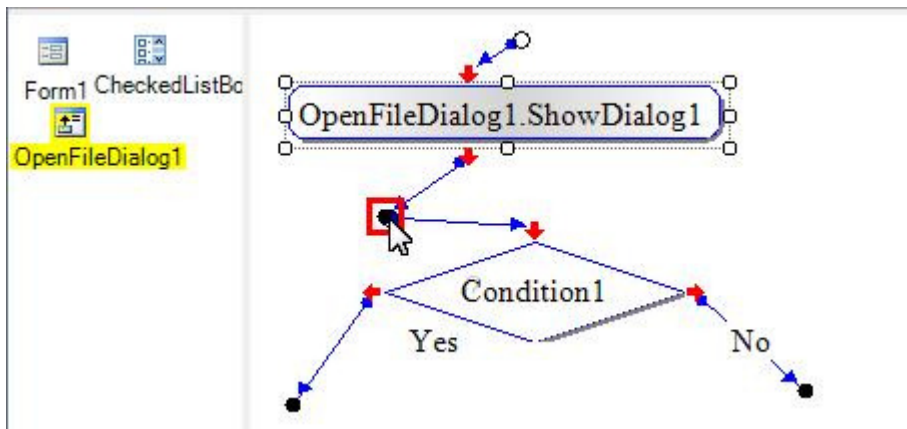 Form1
CheckedListBo
OpenFileDialog1
OpenFileDialog1.ShowDialog1
Condition1
Yes
No